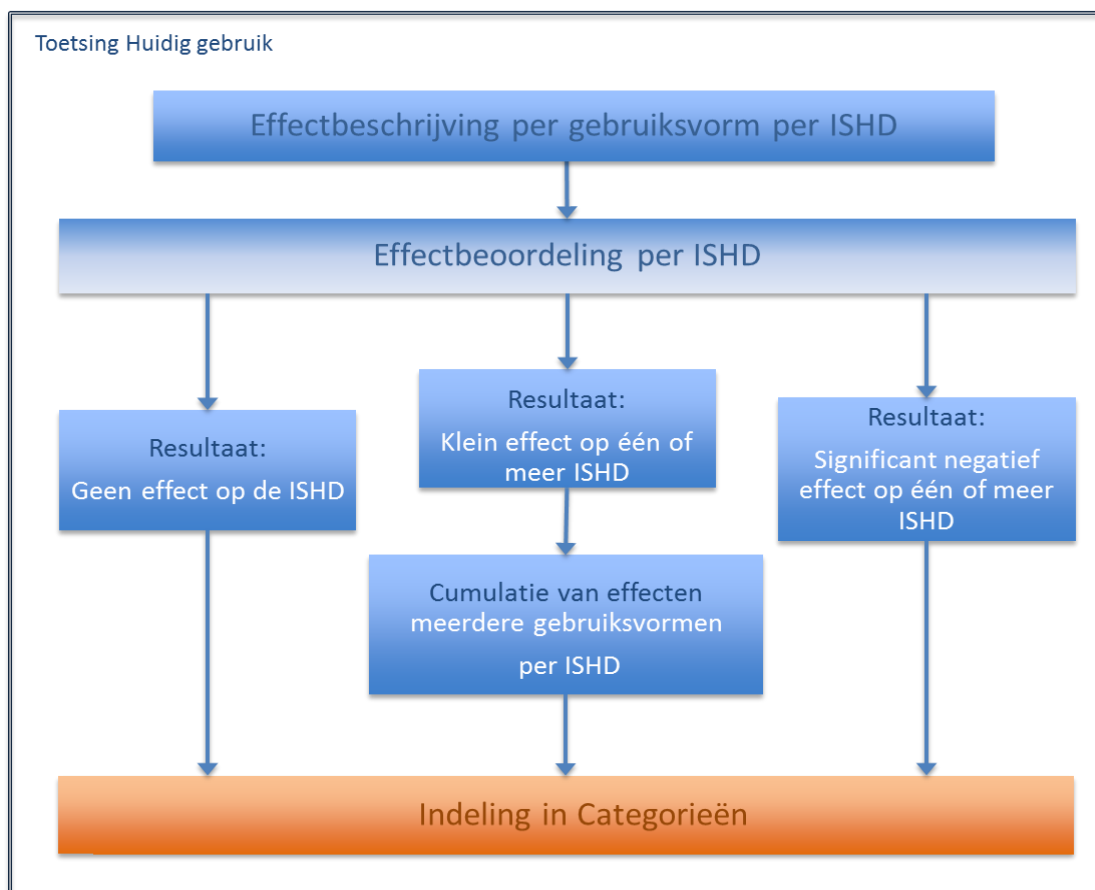 Toetsing Huidig gebruik
Effectbeschrijving per gebruiksvorm per ISHD
Effectbeoordeling per ISHD
Resultaat:
Geen effect op de ISHD
Resultaat:
Klein effect op één of
meer ISHD
Resultaat:
Significant negatief
effect op één of meer
ISHD
Cumulatie van effecten
meerdere gebruiksvormen
per ISHD
Indeling in Categorieën